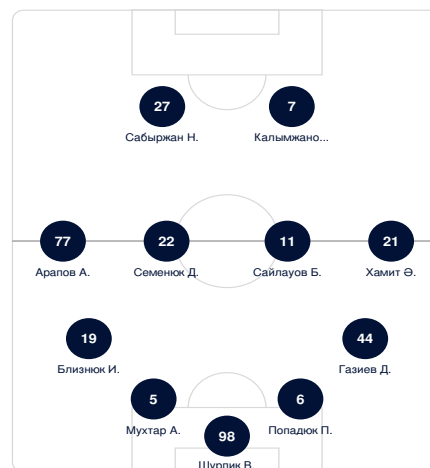 27 7
Сабыржан Н. Калымжано...
77 22 11 21
Арапов А. Семенюк Д. Сайлауов Б. Хамит Ә.
19 44
Близнюк И. Газиев Д.
5 6
Мухтар А. Попадюк П.
98
Шурпик В.